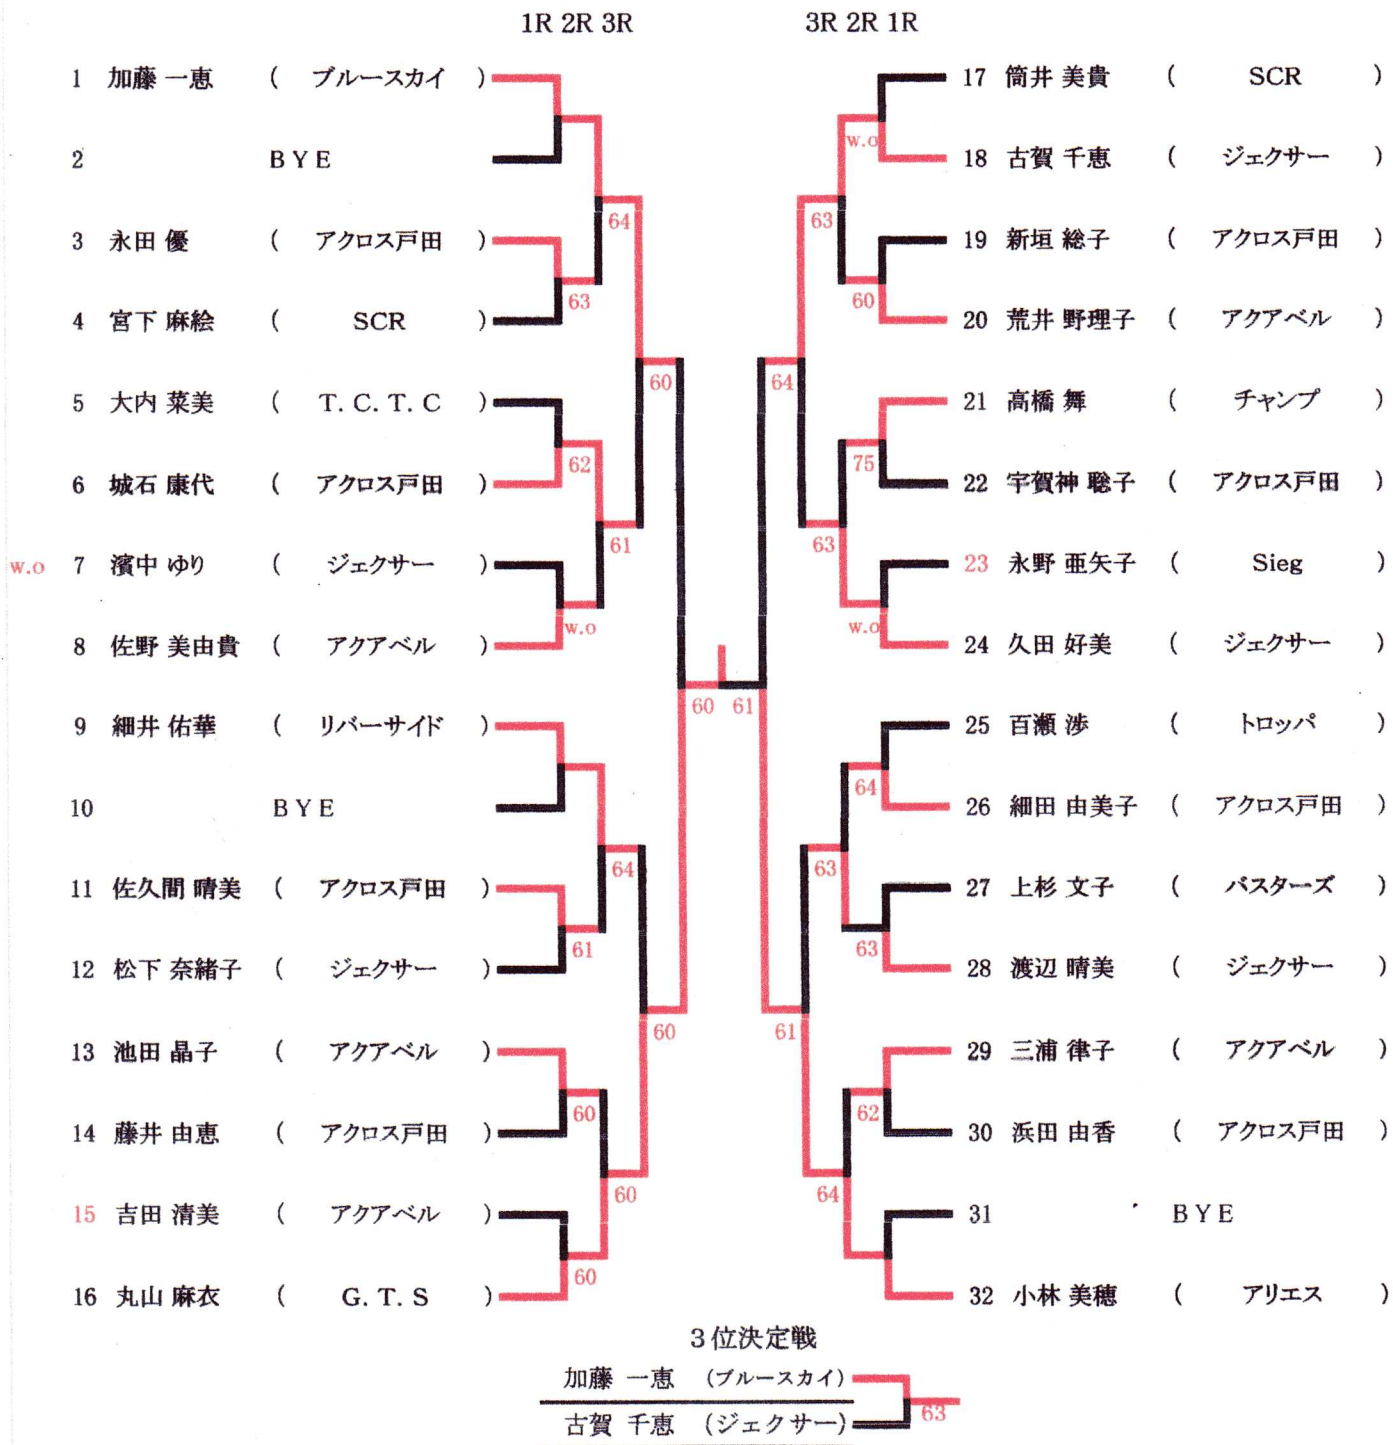 1R 2R 3R 3R 2R 1R
1 加藤 一恵 ( ブルースカイ ) 17 筒井 美貴 ( SCR )
w.o
2 BYE 18 古賀 千恵 ( ジェクサー )
64 63
3 永田 優 ( アクロス戸田 ) 19 新垣 総子 ( アクロス戸田 )
63 60
4 宮下 麻絵 ( SCR ) 20 荒井 野理子 ( アクアベル )
60 64
5 大内 菜美 ( T. C. T. C ) 21 高橋 舞 ( チャンプ )
62 75
6 城石 康代 ( アクロス戸田 ) 22 宇賀神 聡子 ( アクロス戸田 )
61 63
w.o 7 濱中 ゆり ( ジェクサー ) 23 永野 亜矢子 ( Sieg )
w.o w.o
8 佐野 美由貴 ( アクアベル ) 24 久田 好美 ( ジェクサー )
60 61
9 細井 佑華 ( リバーサイド ) 25 百瀬 渉 ( トロッパ )
64
10 BYE 26 細田 由美子 ( アクロス戸田 )
64 63
11 佐久間 晴美 ( アクロス戸田 ) 27 上杉 文子 ( バスターズ )
61 63
12 松下 奈緒子 ( ジェクサー ) 28 渡辺 晴美 ( ジェクサー )
60 61
13 池田 晶子 ( アクアベル ) 29 三浦 律子 ( アクアベル )
60 62
14 藤井 由恵 ( アクロス戸田 ) 30 浜田 由香 ( アクロス戸田 )
60 64
15 吉田 清美 ( アクアベル ) 31 BYE
60
16 丸山 麻衣 ( G. T. S ) 32 小林 美穂 ( アリエス )
3位決定戦
加藤 一恵 (ブルースカイ)
63
古賀 千恵 (ジェクサー)